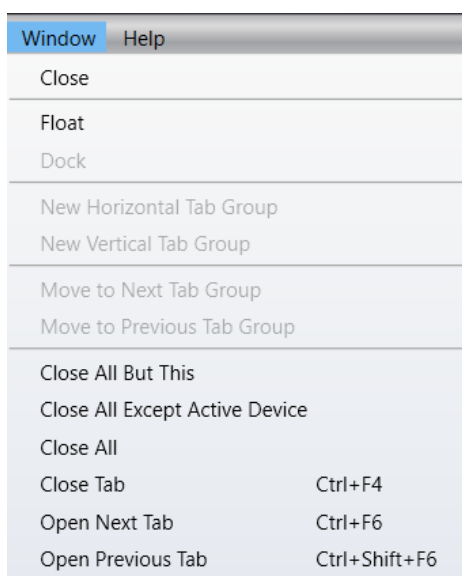 Window Help
Close
Float
Dock
New Horizontal Tab Group
New Vertical Tab Group
Move to Next Tab Group
Move to Previous Tab Group
Close All But This
Close All Except Active Device
Close All
Close Tab Ctrl+F4
Open Next Tab Ctrl+F6
Open Previous Tab Ctrl+Shift+F6